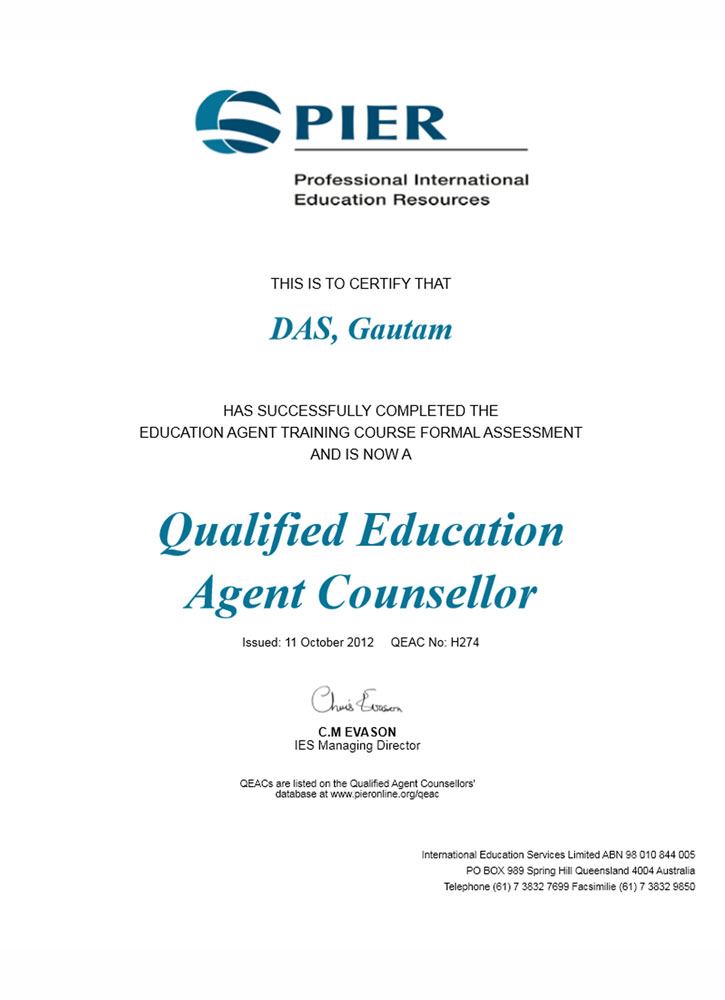 PIER
Professional International
Education Resources
THIS IS TO CERTIFY THAT
DAS, Gautam
HAS SUCCESSFULLY COMPLETED THE
EDUCATION AGENT TRAINING COURSE FORMAL ASSESSMENT
AND IS NOW A
Qualified Education
Agent Counsellor
Issued: 11 October 2012 QEAC No: H274
Chris Evason
C.M EVASON
IES Managing Director
QEACs are listed on the Qualified Agent Counsellors'
database at www.pieronline.org/qeac
International Education Services Limited ABN 98 010 844 005
PO BOX 989 Spring Hill Queensland 4004 Australia
Telephone (61) 7 3832 7699 Facsimilie (61) 7 3832 9850